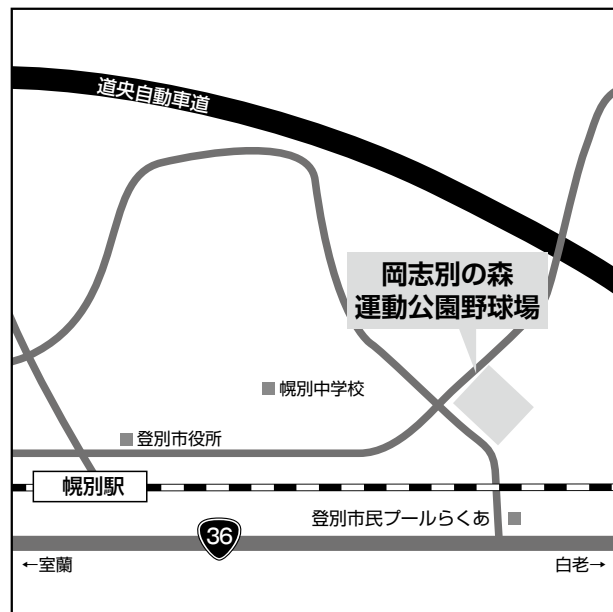 道央自動車道
岡志別の森
運動公園野球場
幌別中学校
登別市役所
幌別駅
登別市民プールらくあ
36
←室蘭
白老→